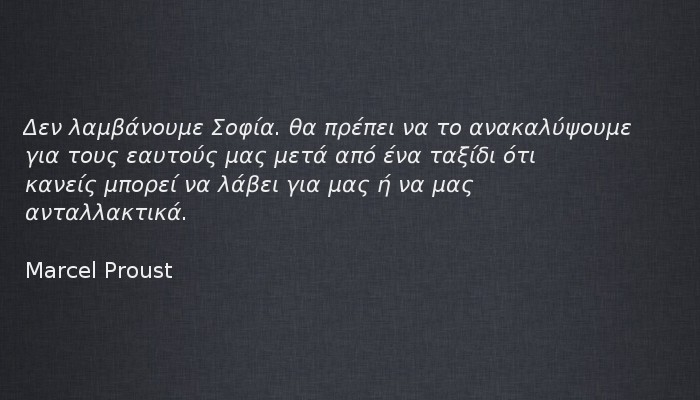 Δεν λαμβάνουμε Σοφία. θα πρέπει να το ανακαλύψουμε
για τους εαυτούς μας μετά από ένα ταξίδι ότι
κανείς μπορεί να λάβει για μας ή να μας
ανταλλακτικά.
Marcel Proust